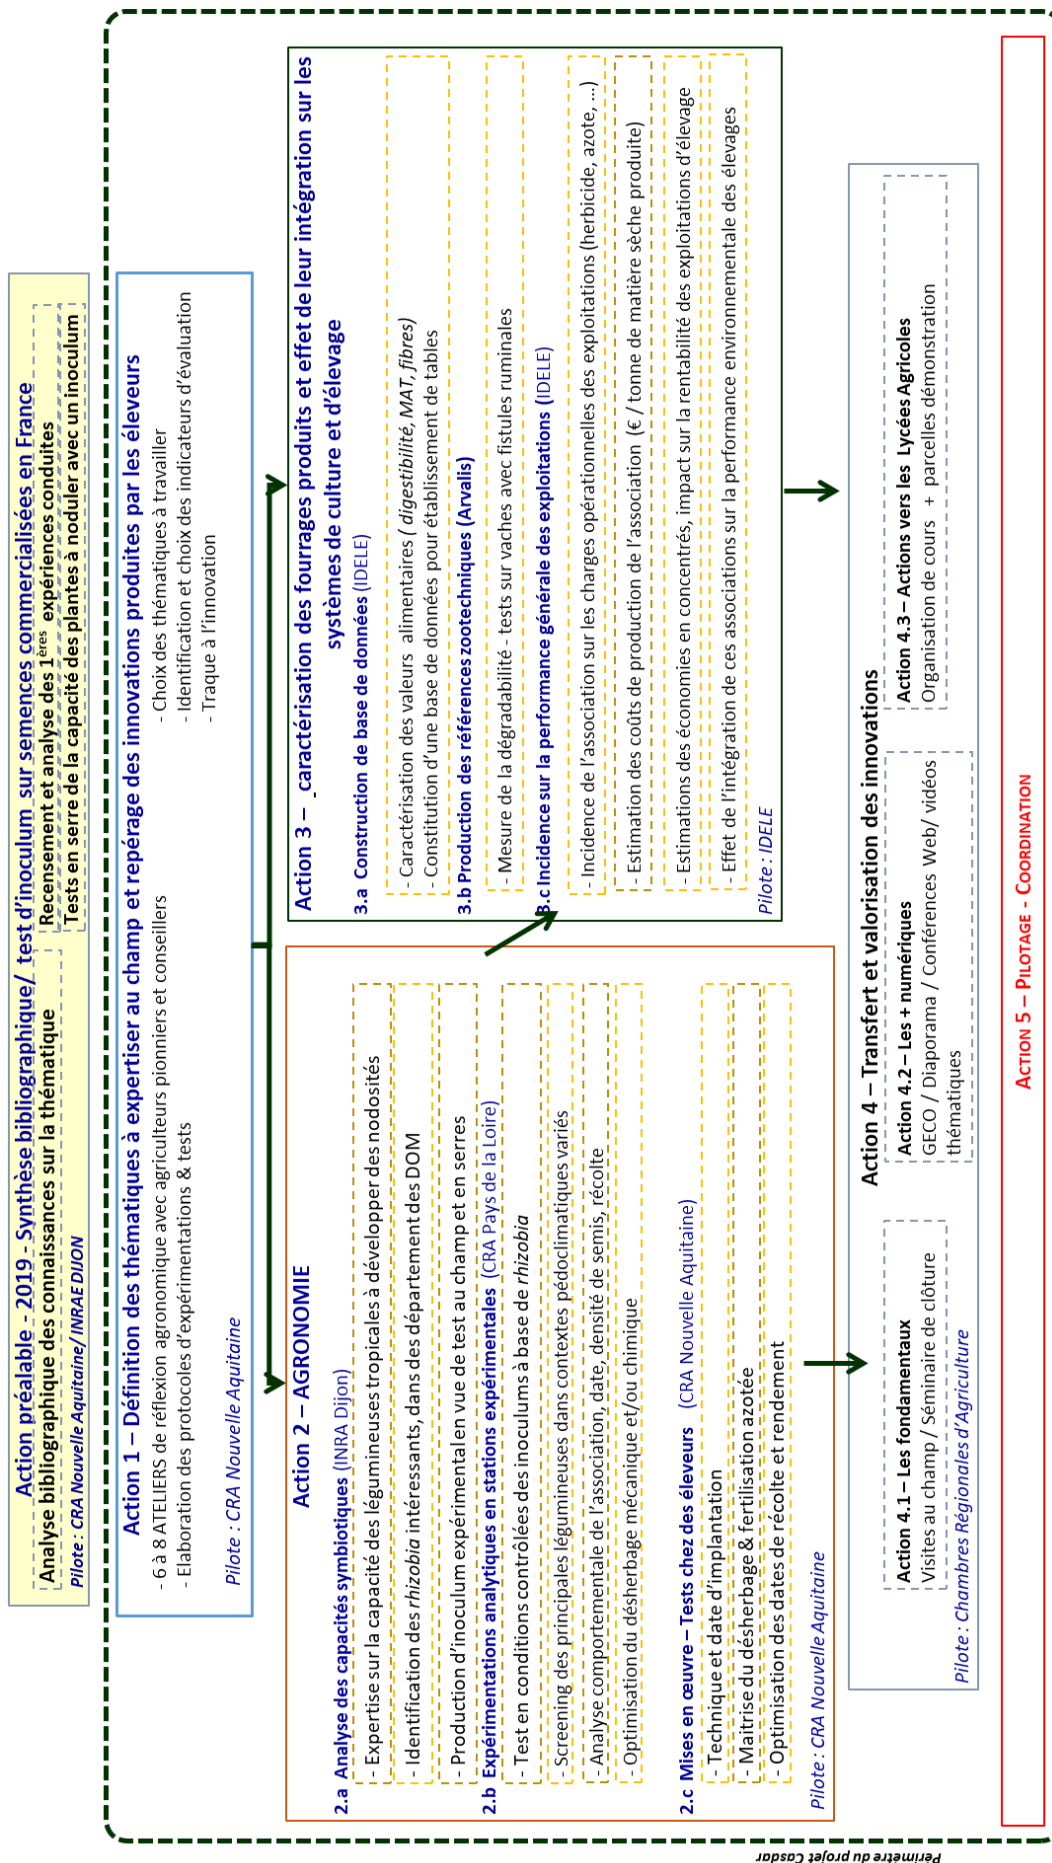 Action préalable - 2019 - Synthèse bibliographique/ test d'inoculum sur semences commercialisées en France
Analyse bibliographique des connaissances sur la thématique
Recensement et analyse des 1ères expériences conduites
Tests en serre de la capacité des plantes à noduler avec un inoculum
Pilote : CRA Nouvelle Aquitaine/ INRAE DIJON
Action 1 – Définition des thématiques à expertiser au champ et repérage des innovations produites par les éleveurs
- 6 à 8 ATELIERS de réflexion agronomique avec agriculteurs pionniers et conseillers
- Elaboration des protocoles d'expérimentations & tests
- Choix des thématiques à travailler
- Identification et choix des indicateurs d'évaluation
- Traque à l'innovation
Pilote : CRA Nouvelle Aquitaine
Action 2 – AGRONOMIE
2.a Analyse des capacités symbiotiques (INRA Dijon)
- Expertise sur la capacité des légumineuses tropicales à développer des nodosités
- Identification des rhizobia intéressants, dans des département des DOM
- Production d'inoculum expérimental en vue de test au champ et en serres
2.b Expérimentations analytiques en stations expérimentales (CRA Pays de la Loire)
- Test en conditions contrôlées des inoculums à base de rhizobia
- Screening des principales légumineuses dans contextes pédoclimatiques variés
- Analyse comportementale de l'association, date, densité de semis, récolte
- Optimisation du désherbage mécanique et/ou chimique
2.c Mises en œuvre – Tests chez des éleveurs (CRA Nouvelle Aquitaine)
- Technique et date d'implantation
- Maitrise du désherbage & fertilisation azotée
- Optimisation des dates de récolte et rendement
Pilote : CRA Nouvelle Aquitaine
Action 3 – _caractérisation des fourrages produits et effet de leur intégration sur les
systèmes de culture et d'élevage
3.a Construction de base de données (IDELE)
- Caractérisation des valeurs alimentaires ( digestibilité, MAT, fibres)
- Constitution d'une base de données pour établissement de tables
3.b Production des références zootechniques (Arvalis)
- Mesure de la dégradabilité - tests sur vaches avec fistules ruminales
3.c Incidence sur la performance générale des exploitations (IDELE)
- Incidence de l'association sur les charges opérationnelles des exploitations (herbicide, azote, ...)
- Estimation des coûts de production de l'association (€ / tonne de matière sèche produite)
- Estimations des économies en concentrés, impact sur la rentabilité des exploitations d'élevage
- Effet de l'intégration de ces associations sur la performance environnementale des élevages
Pilote : IDELE
Action 4 – Transfert et valorisation des innovations
Action 4.1 – Les fondamentaux
Visites au champ / Séminaire de clôture
Action 4.2 – Les + numériques
GECO / Diaporama / Conférences Web/ vidéos
thématiques
Action 4.3 – Actions vers les Lycées Agricoles
Organisation de cours + parcelles démonstration
Pilote : Chambres Régionales d'Agriculture
ACTION 5 – PILOTAGE - COORDINATION
Périmètre du projet Casdar